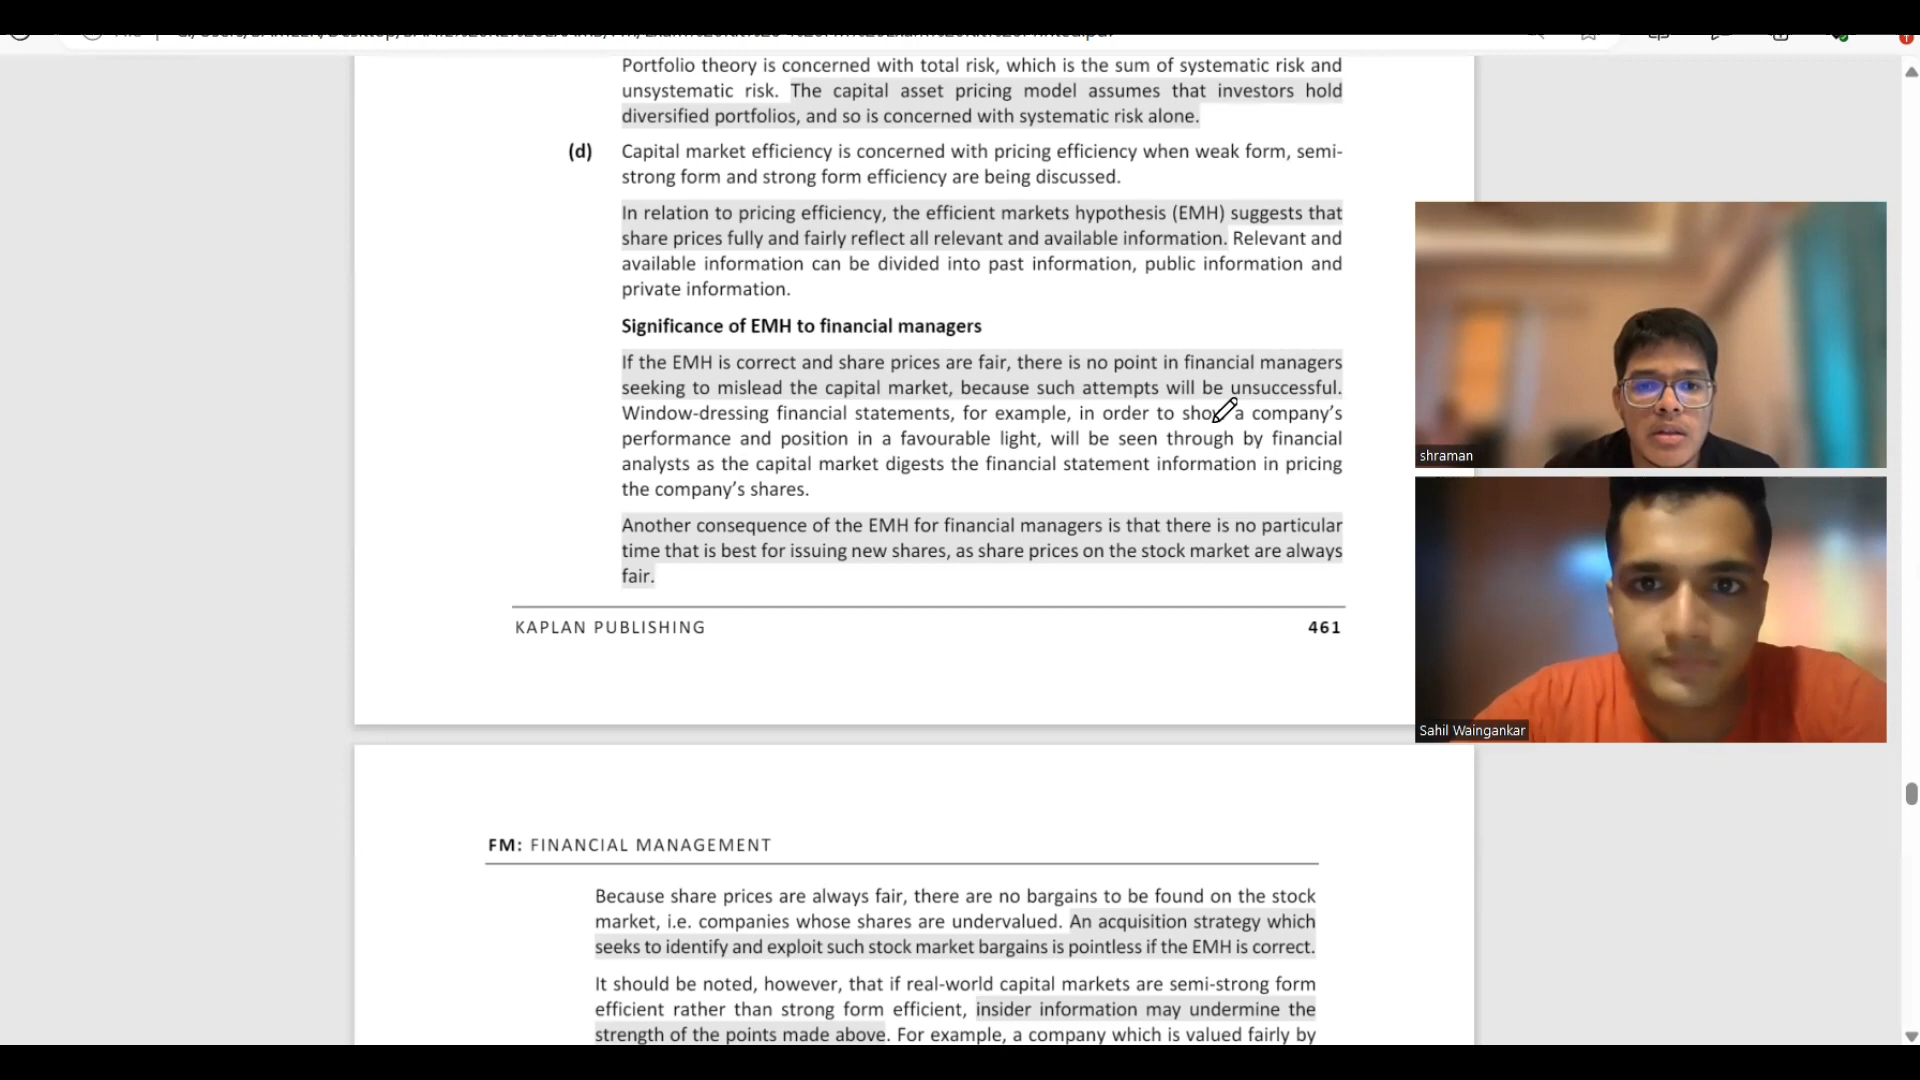 Portfolio theory is concerned with total risk, which is the sum of systematic risk and
unsystematic risk. The capital asset pricing model assumes that investors hold
diversified portfolios, and so is concerned with systematic risk alone.
(d) Capital market efficiency is concerned with pricing efficiency when weak form, semi-
strong form and strong form efficiency are being discussed.
In relation to pricing efficiency, the efficient markets hypothesis (EMH) suggests that
share prices fully and fairly reflect all relevant and available information. Relevant and
available information can be divided into past information, public information and
private information.
Significance of EMH to financial managers
If the EMH is correct and share prices are fair, there is no point in financial managers
seeking to mislead the capital market, because such attempts will be unsuccessful.
Window-dressing financial statements, for example, in order to show a company's
performance and position in a favourable light, will be seen through by financial
analysts as the capital market digests the financial statement information in pricing
the company's shares.
Another consequence of the EMH for financial managers is that there is no particular
time that is best for issuing new shares, as share prices on the stock market are always
fair.
KAPLAN PUBLISHING 461
FM: FINANCIAL MANAGEMENT
Because share prices are always fair, there are no bargains to be found on the stock
market, i.e. companies whose shares are undervalued. An acquisition strategy which
seeks to identify and exploit such stock market bargains is pointless if the EMH is correct.
It should be noted, however, that if real-world capital markets are semi-strong form
efficient rather than strong form efficient, insider information may undermine the
strength of the points made above. For example, a company which is valued fairly by
shraman
Sahil Waingankar